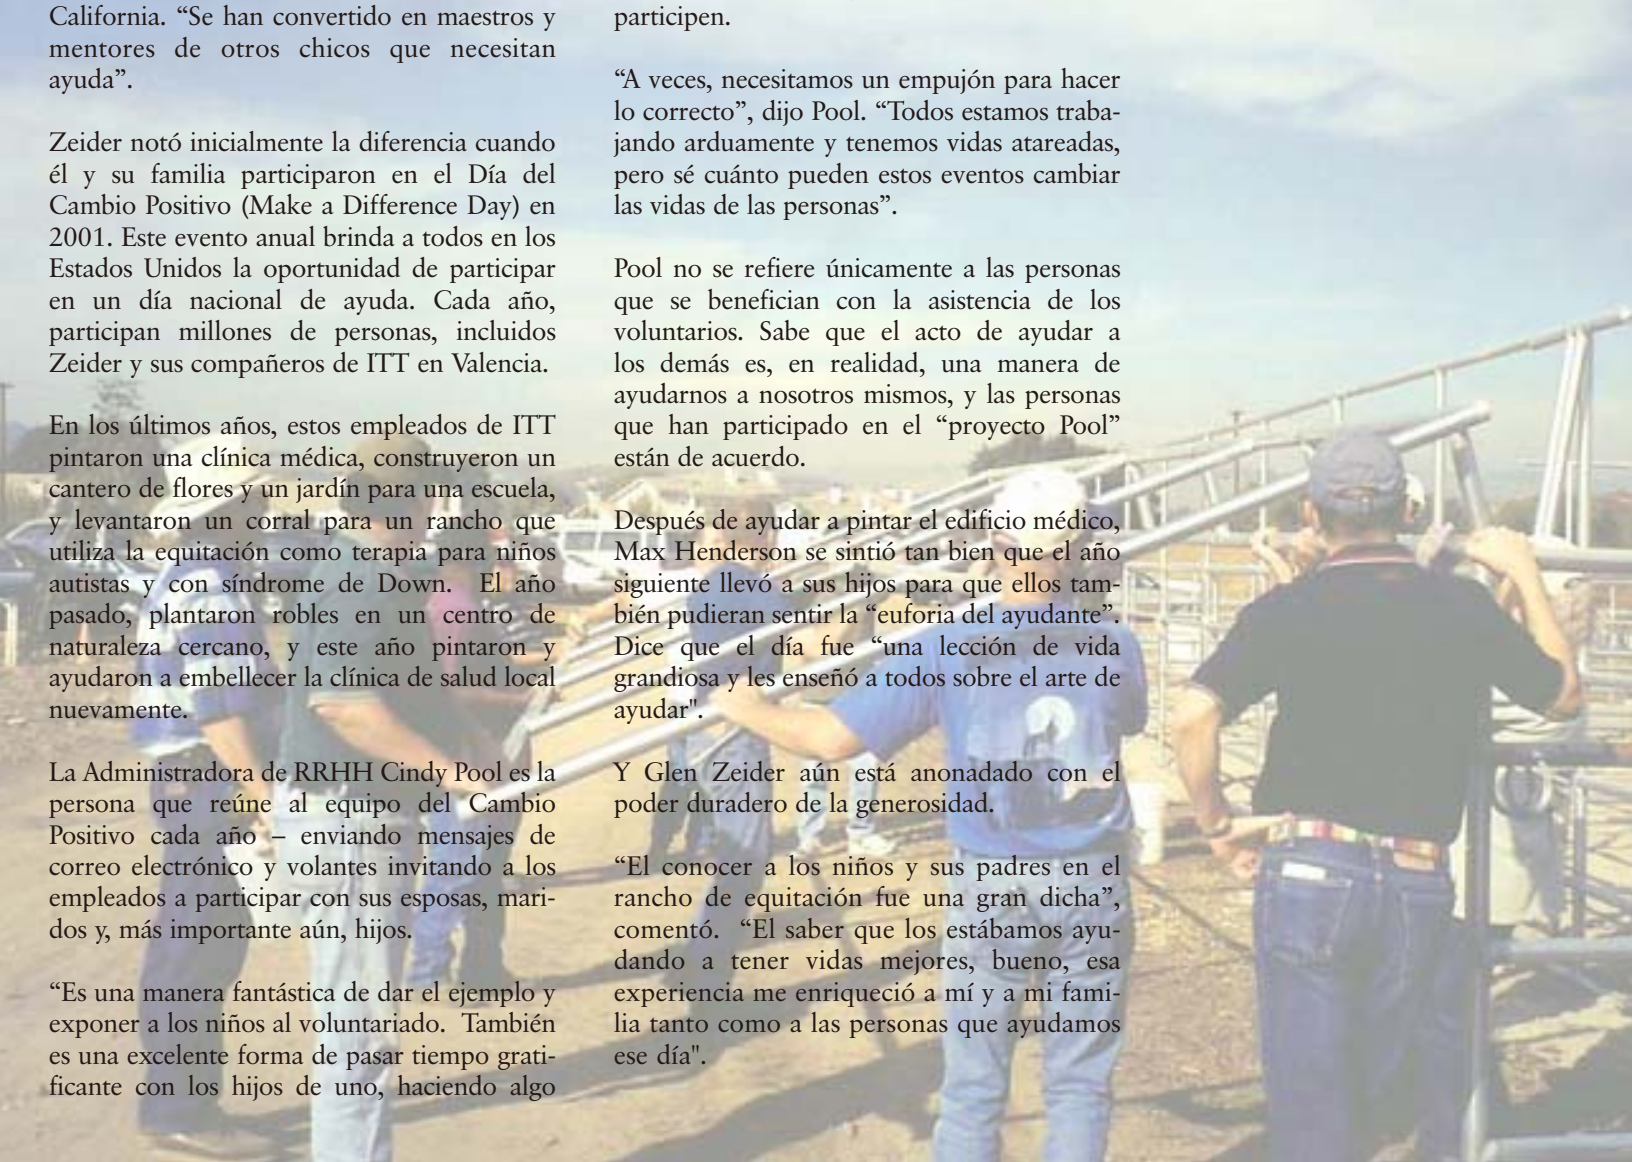 California. “Se han convertido en maestros y
mentores de otros chicos que necesitan
ayuda”.
Zeider notó inicialmente la diferencia cuando
él y su familia participaron en el Día del
Cambio Positivo (Make a Difference Day) en
2001. Este evento anual brinda a todos en los
Estados Unidos la oportunidad de participar
en un día nacional de ayuda. Cada año,
participan millones de personas, incluidos
Zeider y sus compañeros de ITT en Valencia.
En los últimos años, estos empleados de ITT
pintaron una clínica médica, construyeron un
cantero de flores y un jardín para una escuela,
y levantaron un corral para un rancho que
utiliza la equitación como terapia para niños
autistas y con síndrome de Down.  El año
pasado, plantaron robles en un centro de
naturaleza cercano, y este año pintaron y
ayudaron a embellecer la clínica de salud local
nuevamente.
La Administradora de RRHH Cindy Pool es la
persona que reúne al equipo del Cambio
Positivo cada año – enviando mensajes de
correo electrónico y volantes invitando a los
empleados a participar con sus esposas, mari-
dos y, más importante aún, hijos.
“Es una manera fantástica de dar el ejemplo y
exponer a los niños al voluntariado.  También
es una excelente forma de pasar tiempo grati-
ficante con los hijos de uno, haciendo algo
participen.
“A veces, necesitamos un empujón para hacer
lo correcto”, dijo Pool. “Todos estamos traba-
jando arduamente y tenemos vidas atareadas,
pero sé cuánto pueden estos eventos cambiar
las vidas de las personas”.
Pool no se refiere únicamente a las personas
que se benefician con la asistencia de los
voluntarios. Sabe que el acto de ayudar a
los demás es, en realidad, una manera de
ayudarnos a nosotros mismos, y las personas
que han participado en el “proyecto Pool”
están de acuerdo.
Después de ayudar a pintar el edificio médico,
Max Henderson se sintió tan bien que el año
siguiente llevó a sus hijos para que ellos tam-
bién pudieran sentir la “euforia del ayudante”.
Dice que el día fue “una lección de vida
grandiosa y les enseñó a todos sobre el arte de
ayudar".
Y Glen Zeider aún está anonadado con el
poder duradero de la generosidad.
“El conocer a los niños y sus padres en el
rancho de equitación fue una gran dicha”,
comentó.  “El saber que los estábamos ayu-
dando a tener vidas mejores, bueno, esa
experiencia me enriqueció a mí y a mi fami-
lia tanto como a las personas que ayudamos
ese día".